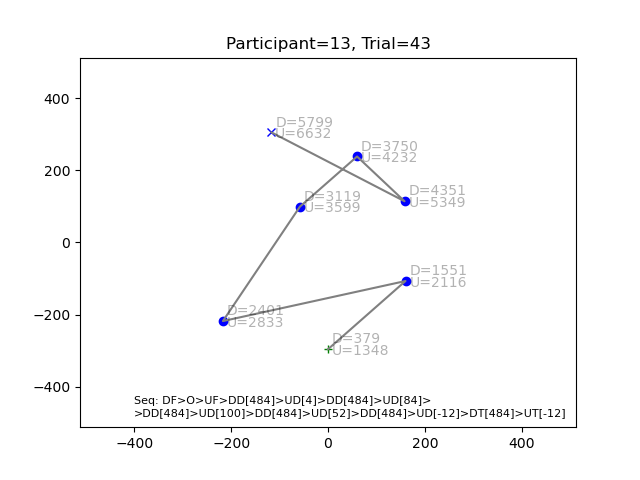 Participant=13, Trial=43
400
200
0
−200
−400
D=5799
U=6632
D=3750
U=4232
D=4351
U=5349
D=3119
U=3599
D=1551
U=2116
D=2401
U=2833
D=379
U=1348
Seq: DF>O>UF>DD[484]>UD[4]>DD[484]>UD[84]>
>DD[484]>UD[100]>DD[484]>UD[52]>DD[484]>UD[-12]>DT[484]>UT[-12]
−400
−200
0
200
400